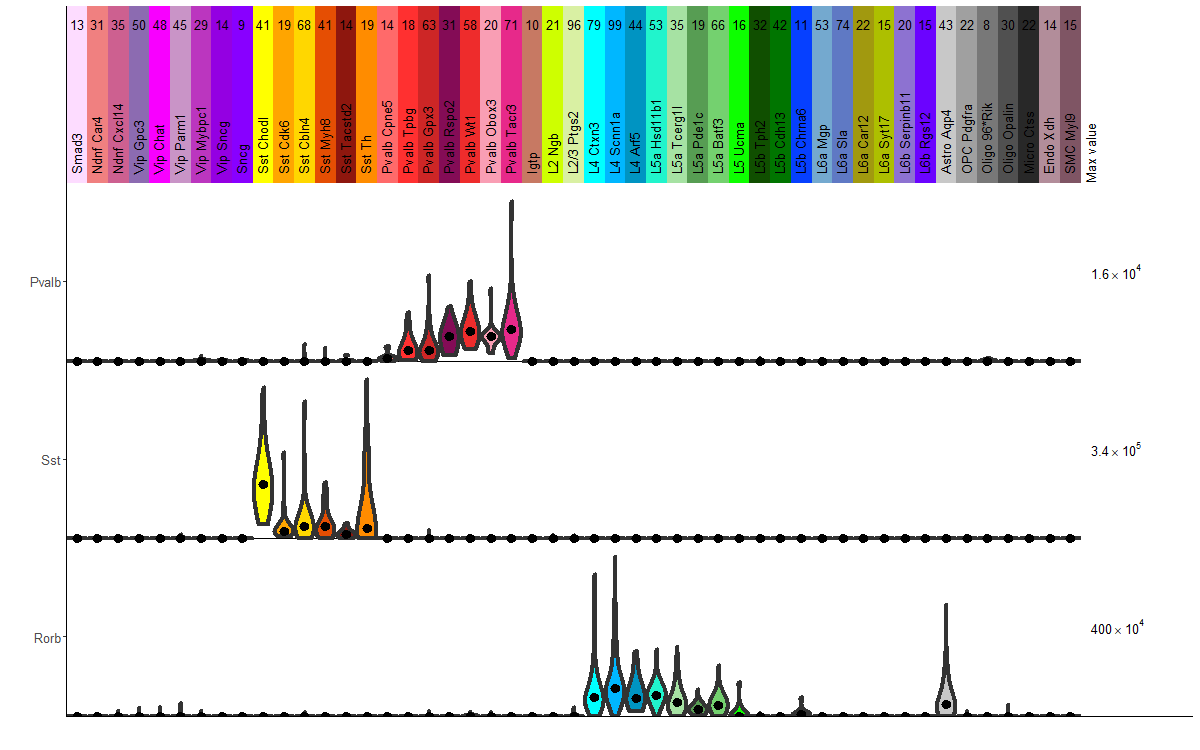 13 31 35 50 48 45 29 14 9 41 19 68 41 14 19 14 18 63 31 58 20 71 10 21 96 79 99 44 53 35 19 66 16 32 42 11 53 74 22 15 20 15 43 22 8 30 22 14 15
Smad3
Ndnf Car4
Ndnf Cxcl14
Vip Gpc3
Vip Chat
Vip Parm1
Vip Mybpc1
Vip Sncg
Sncg
Sst Chodl
Sst Cdk6
Sst Cbln4
Sst Myh8
Sst Tacstd2
Sst Th
Pvalb Cpne5
Pvalb Tpbg
Pvalb Gpx3
Pvalb Rspo2
Pvalb Wt1
Pvalb Obox3
Pvalb Tacr3
Igtp
L2 Ngb
L2/3 Ptgs2
L4 Ctxn3
L4 Scnn1a
L4 Arf5
L5a Hsd11b1
L5a Tcerg1l
L5a Pde1c
L5a Batf3
L5 Ucma
L5b Tph2
L5b Cdh13
L5b Chrna6
L6a Mgp
L6a Sla
L6a Car12
L6a Syt17
L6b Serpinb11
L6b Rgs12
Astro Aqp4
OPC Pdgfra
Oligo 96*Rik
Oligo Opalin
Micro Ctss
Endo Xdh
SMC Myl9
Max value
Pvalb
1.6 × 10⁴
Sst
3.4 × 10⁵
Rorb
400 × 10⁴